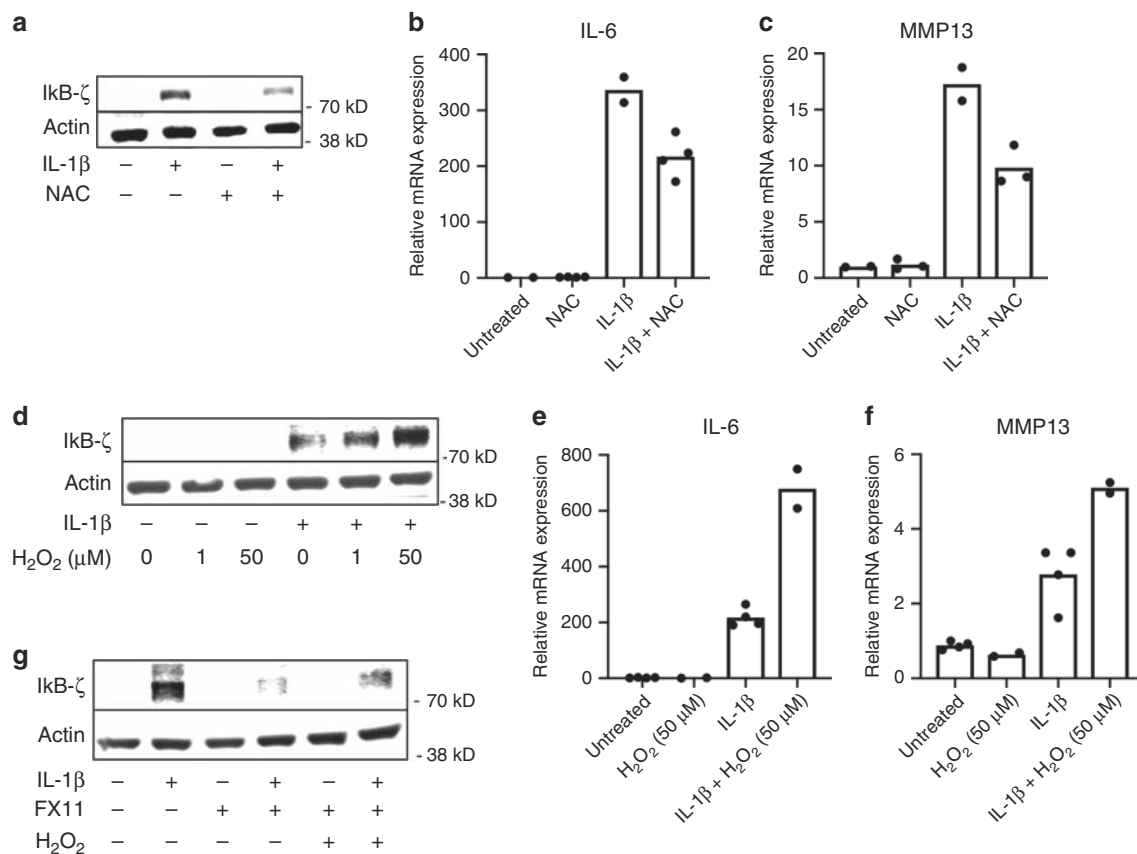 a
IkB-ζ
- 70 kD
Actin
- 38 kD
IL-1β – + – +
NAC – – + +
b
IL-6
Relative mRNA expression
400
300
200
100
0
Untreated
NAC
IL-1β
IL-1β + NAC
c
MMP13
Relative mRNA expression
20
15
10
5
0
Untreated
NAC
IL-1β
IL-1β + NAC
d
IkB-ζ
-70 kD
Actin
- 38 kD
IL-1β – – – + + +
H₂O₂ (μM) 0 1 50 0 1 50
e
IL-6
Relative mRNA expression
800
600
400
200
0
Untreated
H₂O₂ (50 μM)
IL-1β
IL-1β + H₂O₂ (50 μM)
f
MMP13
Relative mRNA expression
6
4
2
0
Untreated
H₂O₂ (50 μM)
IL-1β
IL-1β + H₂O₂ (50 μM)
g
IkB-ζ
- 70 kD
Actin
-38 kD
IL-1β – + – + – +
FX11 – – + + + +
H₂O₂ – – – – + +